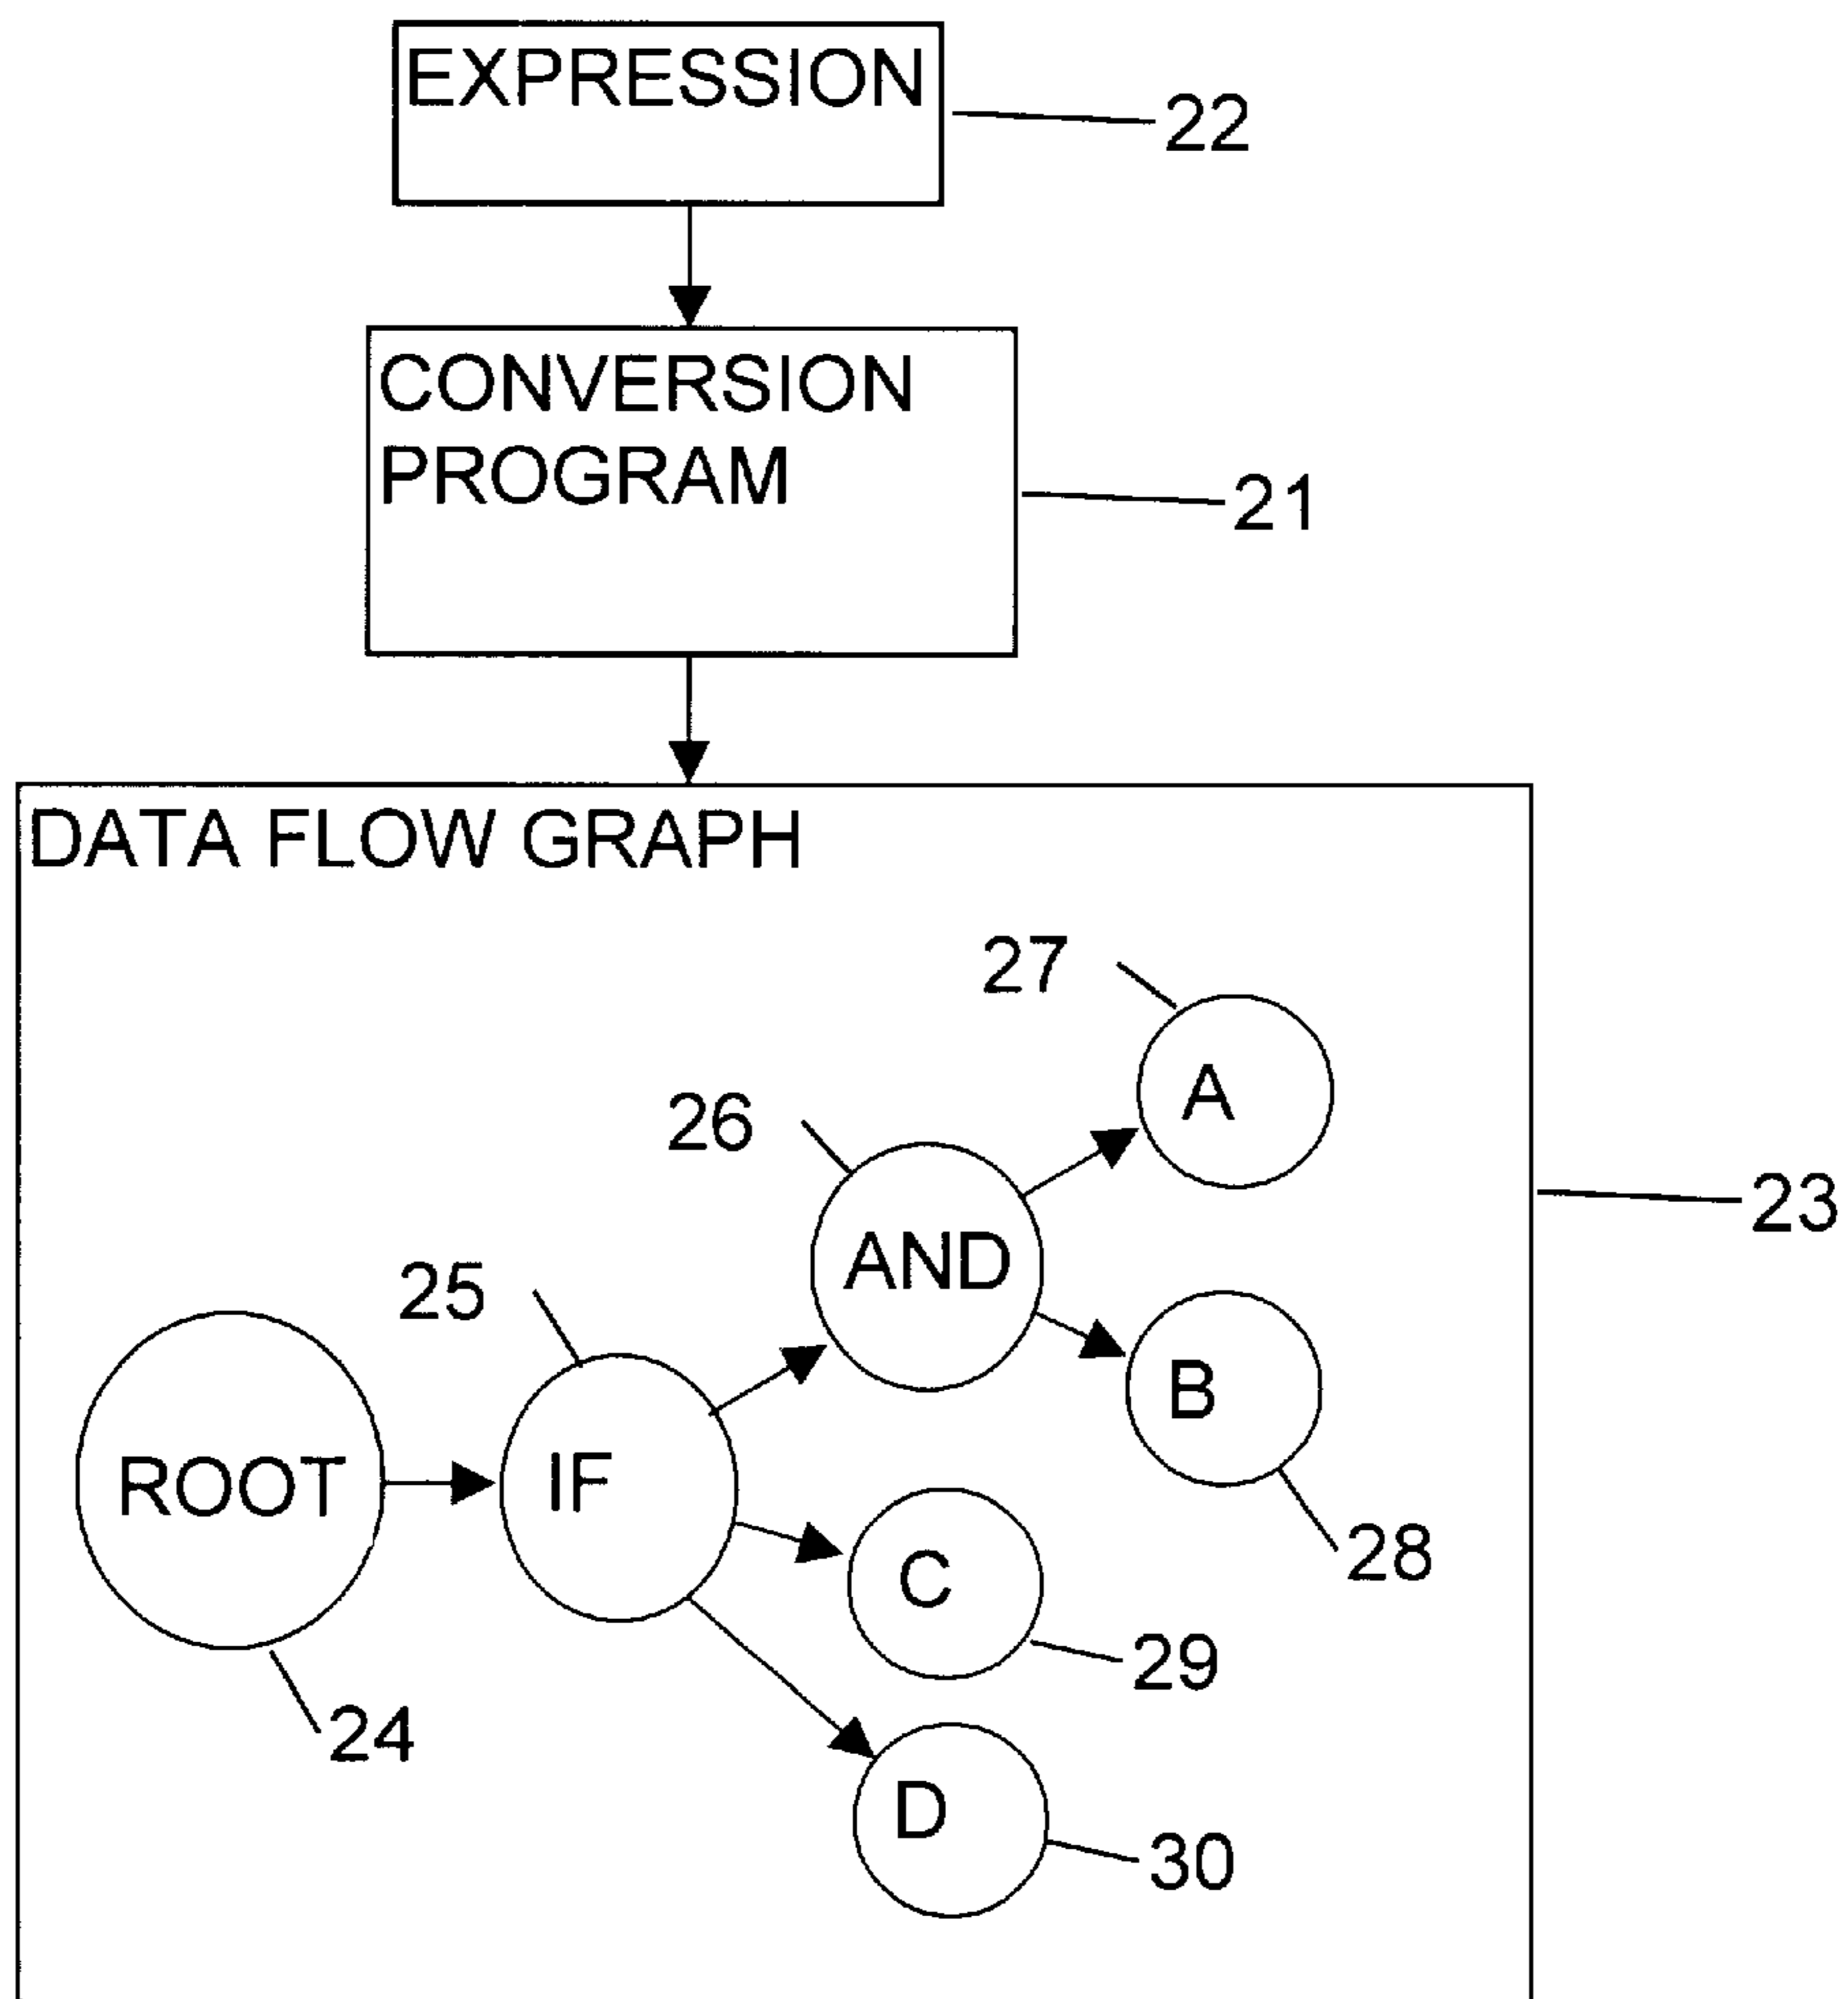 EXPRESSION
22
CONVERSION
PROGRAM
21
DATA FLOW GRAPH
27
A
26
AND
23
25
B
ROOT
IF
28
C
29
24
D
30